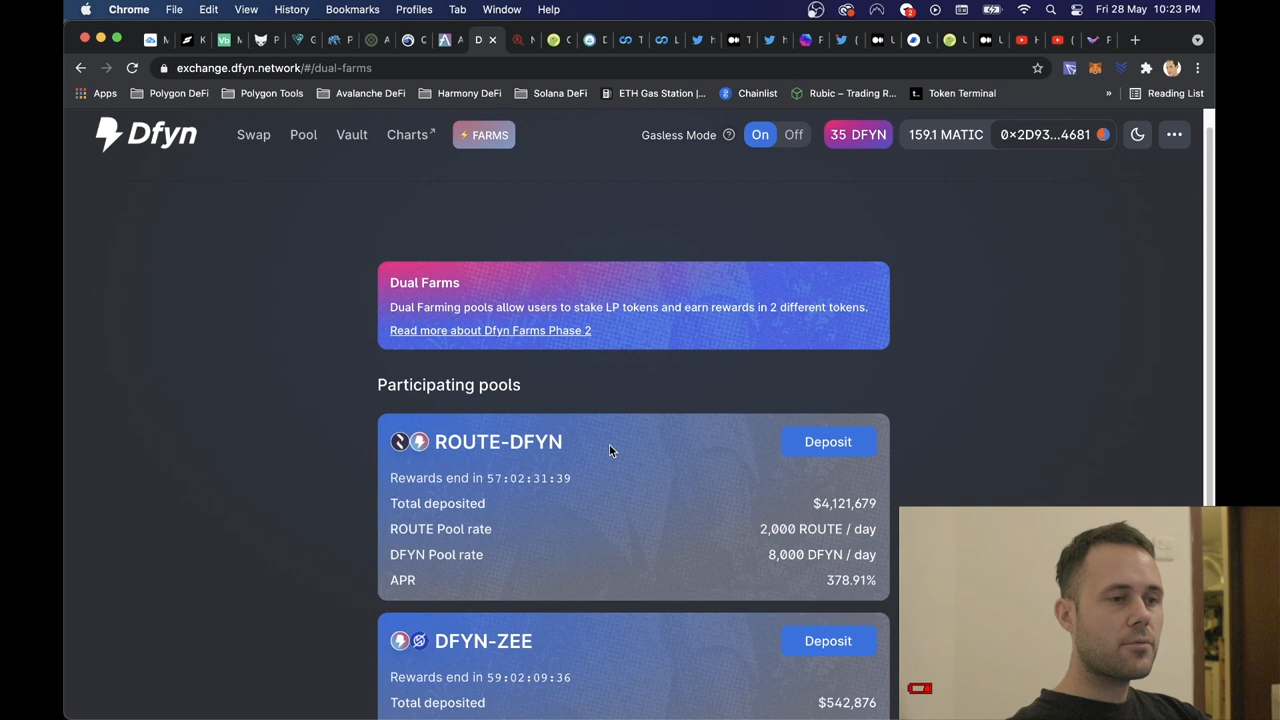 Chrome File Edit View History Bookmarks Profiles Tab Window Help Fri 28 May 10:23 PM
exchange.dfyn.network/#/dual-farms
Apps Polygon DeFi Polygon Tools Avalanche DeFi Harmony DeFi Solana DeFi ETH Gas Station |... Chainlist Rubic – Trading R... Token Terminal » Reading List
Dfyn Swap Pool Vault Charts↗ ⚡ FARMS Gasless Mode On Off 35 DFYN 159.1 MATIC 0×2D93...4681
Dual Farms
Dual Farming pools allow users to stake LP tokens and earn rewards in 2 different tokens.
Read more about Dfyn Farms Phase 2
Participating pools
ROUTE-DFYN Deposit
Rewards end in 57:02:31:39
Total deposited $4,121,679
ROUTE Pool rate 2,000 ROUTE / day
DFYN Pool rate 8,000 DFYN / day
APR 378.91%
DFYN-ZEE Deposit
Rewards end in 59:02:09:36
Total deposited $542,876